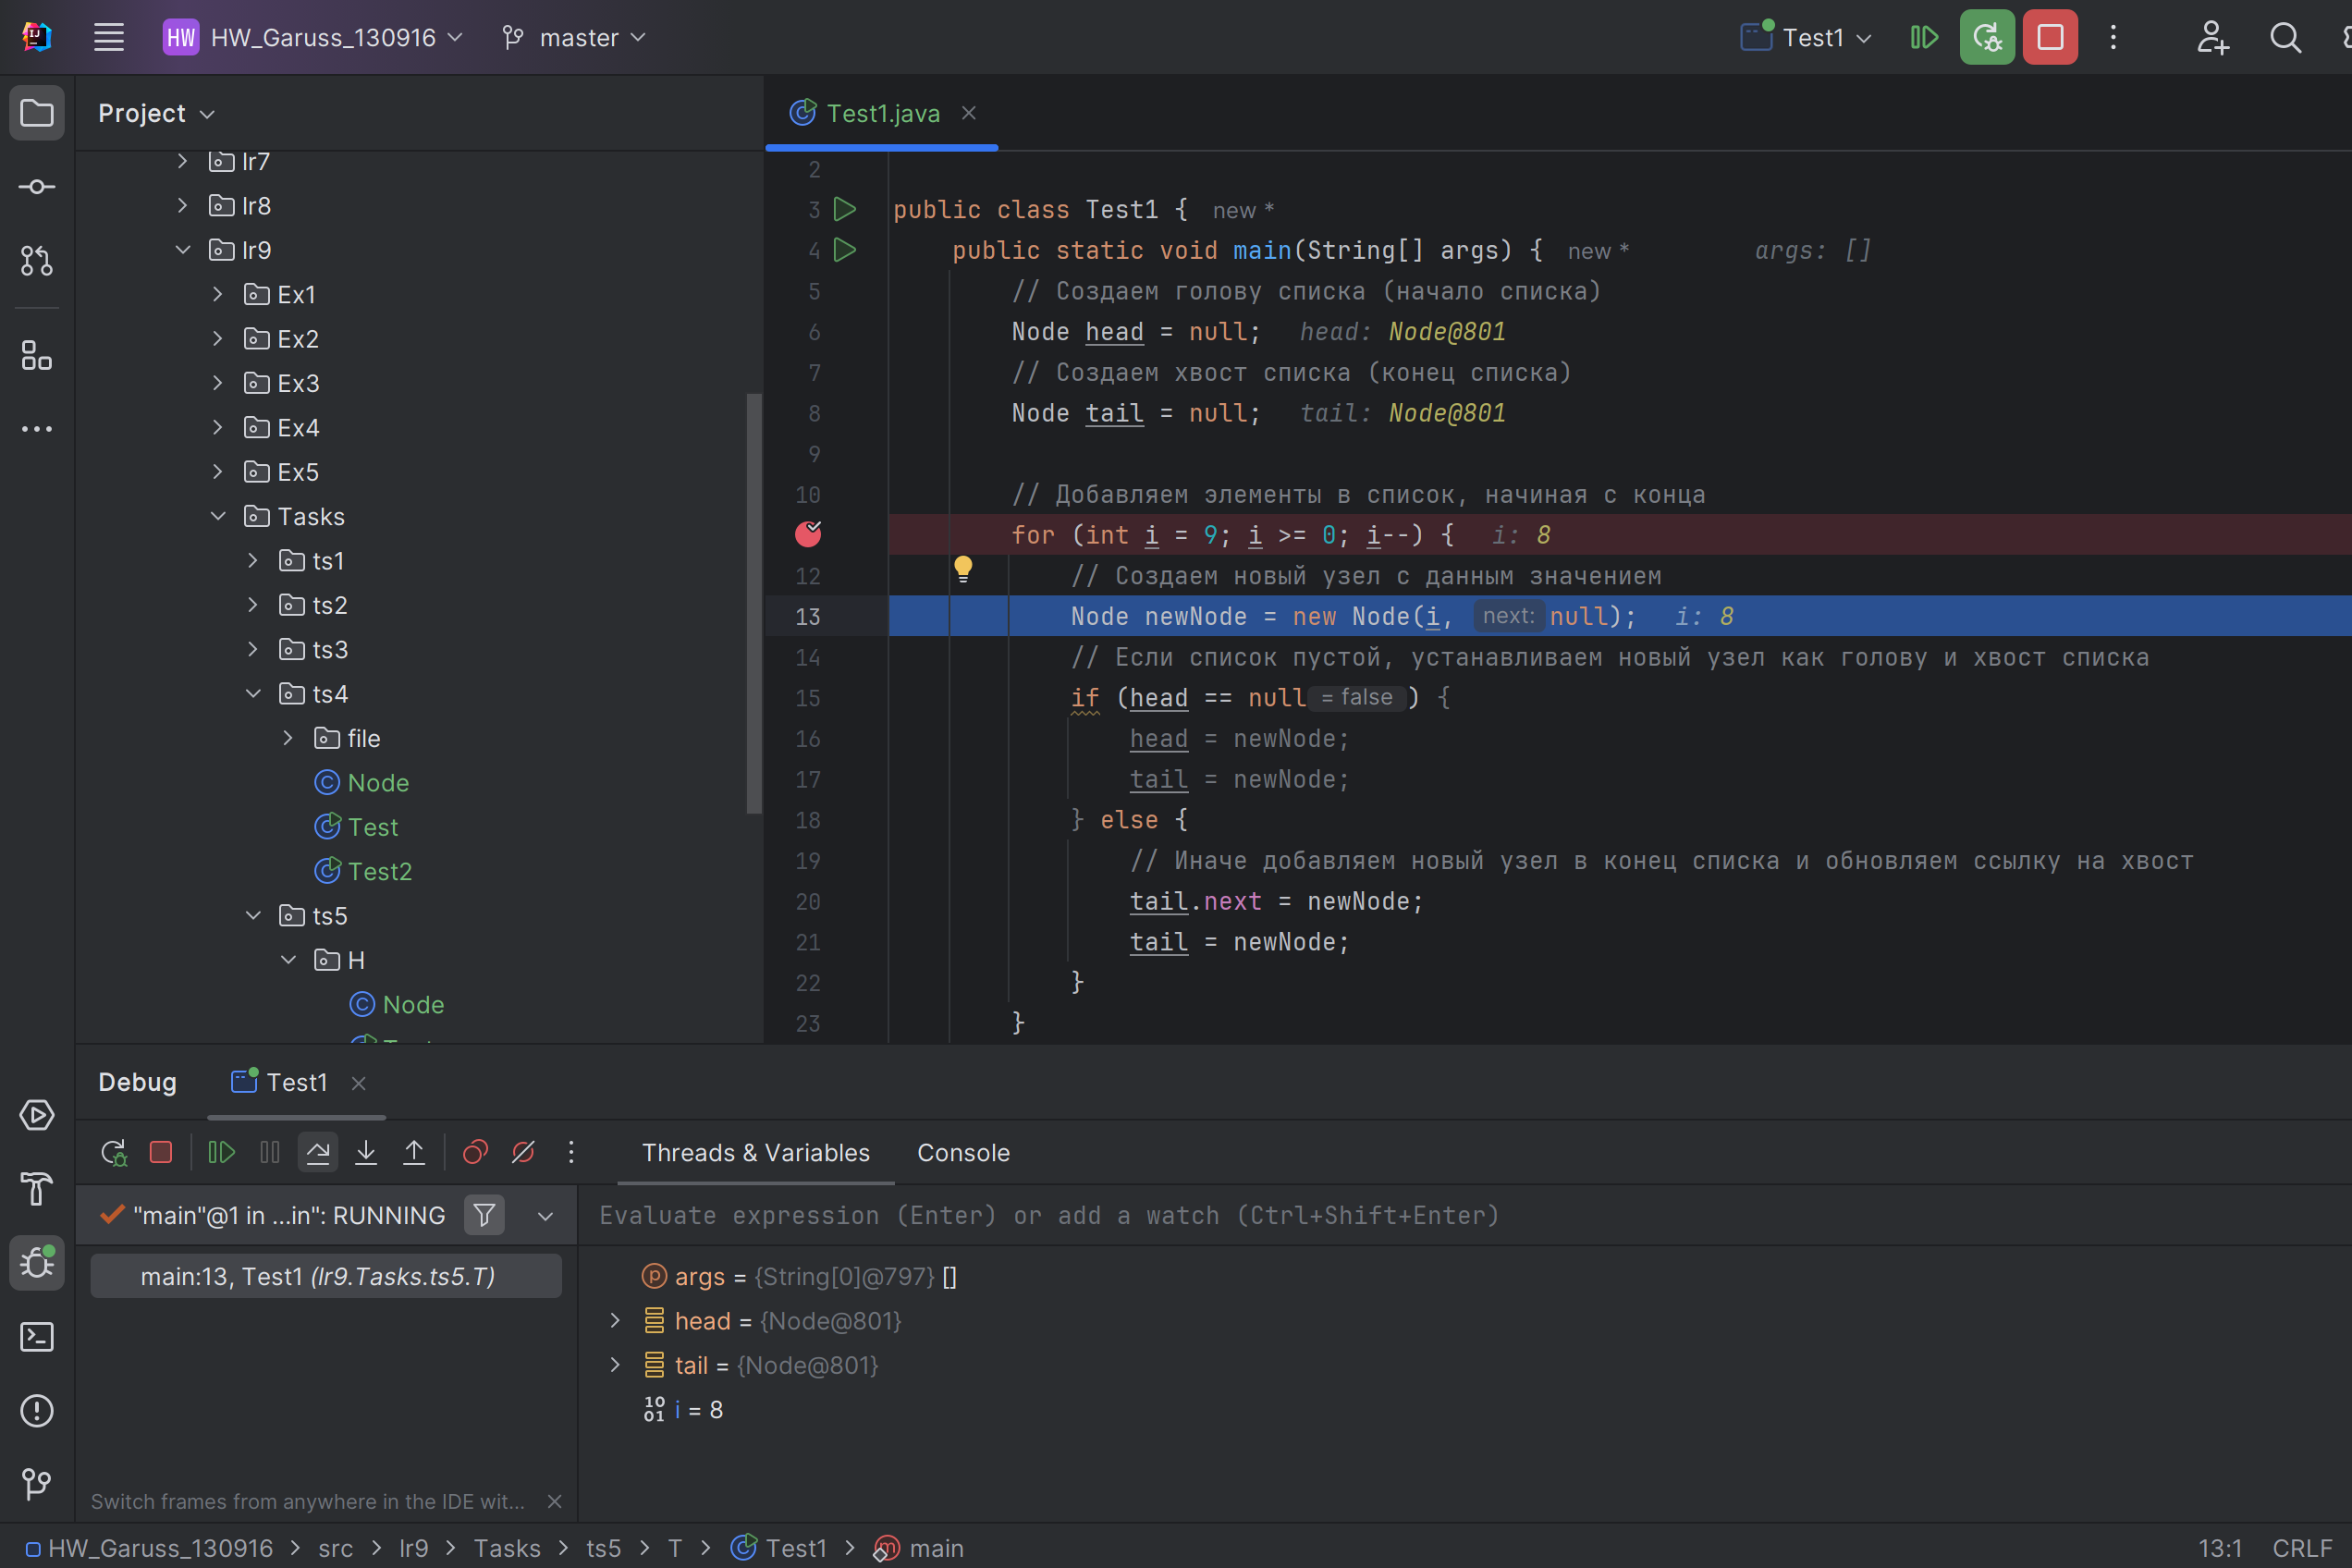 HW HW_Garuss_130916 master Test1
Project
lr7
lr8
lr9
Ex1
Ex2
Ex3
Ex4
Ex5
Tasks
ts1
ts2
ts3
ts4
file
Node
Test
Test2
ts5
H
Node
Test1.java
2
3 public class Test1 { new *
4 public static void main(String[] args) { new * args: []
5 // Создаем голову списка (начало списка)
6 Node head = null; head: Node@801
7 // Создаем хвост списка (конец списка)
8 Node tail = null; tail: Node@801
9
10 // Добавляем элементы в список, начиная с конца
for (int i = 9; i >= 0; i--) { i: 8
12 // Создаем новый узел с данным значением
13 Node newNode = new Node(i, next: null); i: 8
14 // Если список пустой, устанавливаем новый узел как голову и хвост списка
15 if (head == null = false ) {
16 head = newNode;
17 tail = newNode;
18 } else {
19 // Иначе добавляем новый узел в конец списка и обновляем ссылку на хвост
20 tail.next = newNode;
21 tail = newNode;
22 }
23 }
Debug Test1
Threads & Variables Console
"main"@1 in ...in": RUNNING
main:13, Test1 (lr9.Tasks.ts5.T)
Switch frames from anywhere in the IDE wit...
Evaluate expression (Enter) or add a watch (Ctrl+Shift+Enter)
args = {String[0]@797} []
head = {Node@801}
tail = {Node@801}
i = 8
HW_Garuss_130916 > src > lr9 > Tasks > ts5 > T > Test1 > main 13:1 CRLF